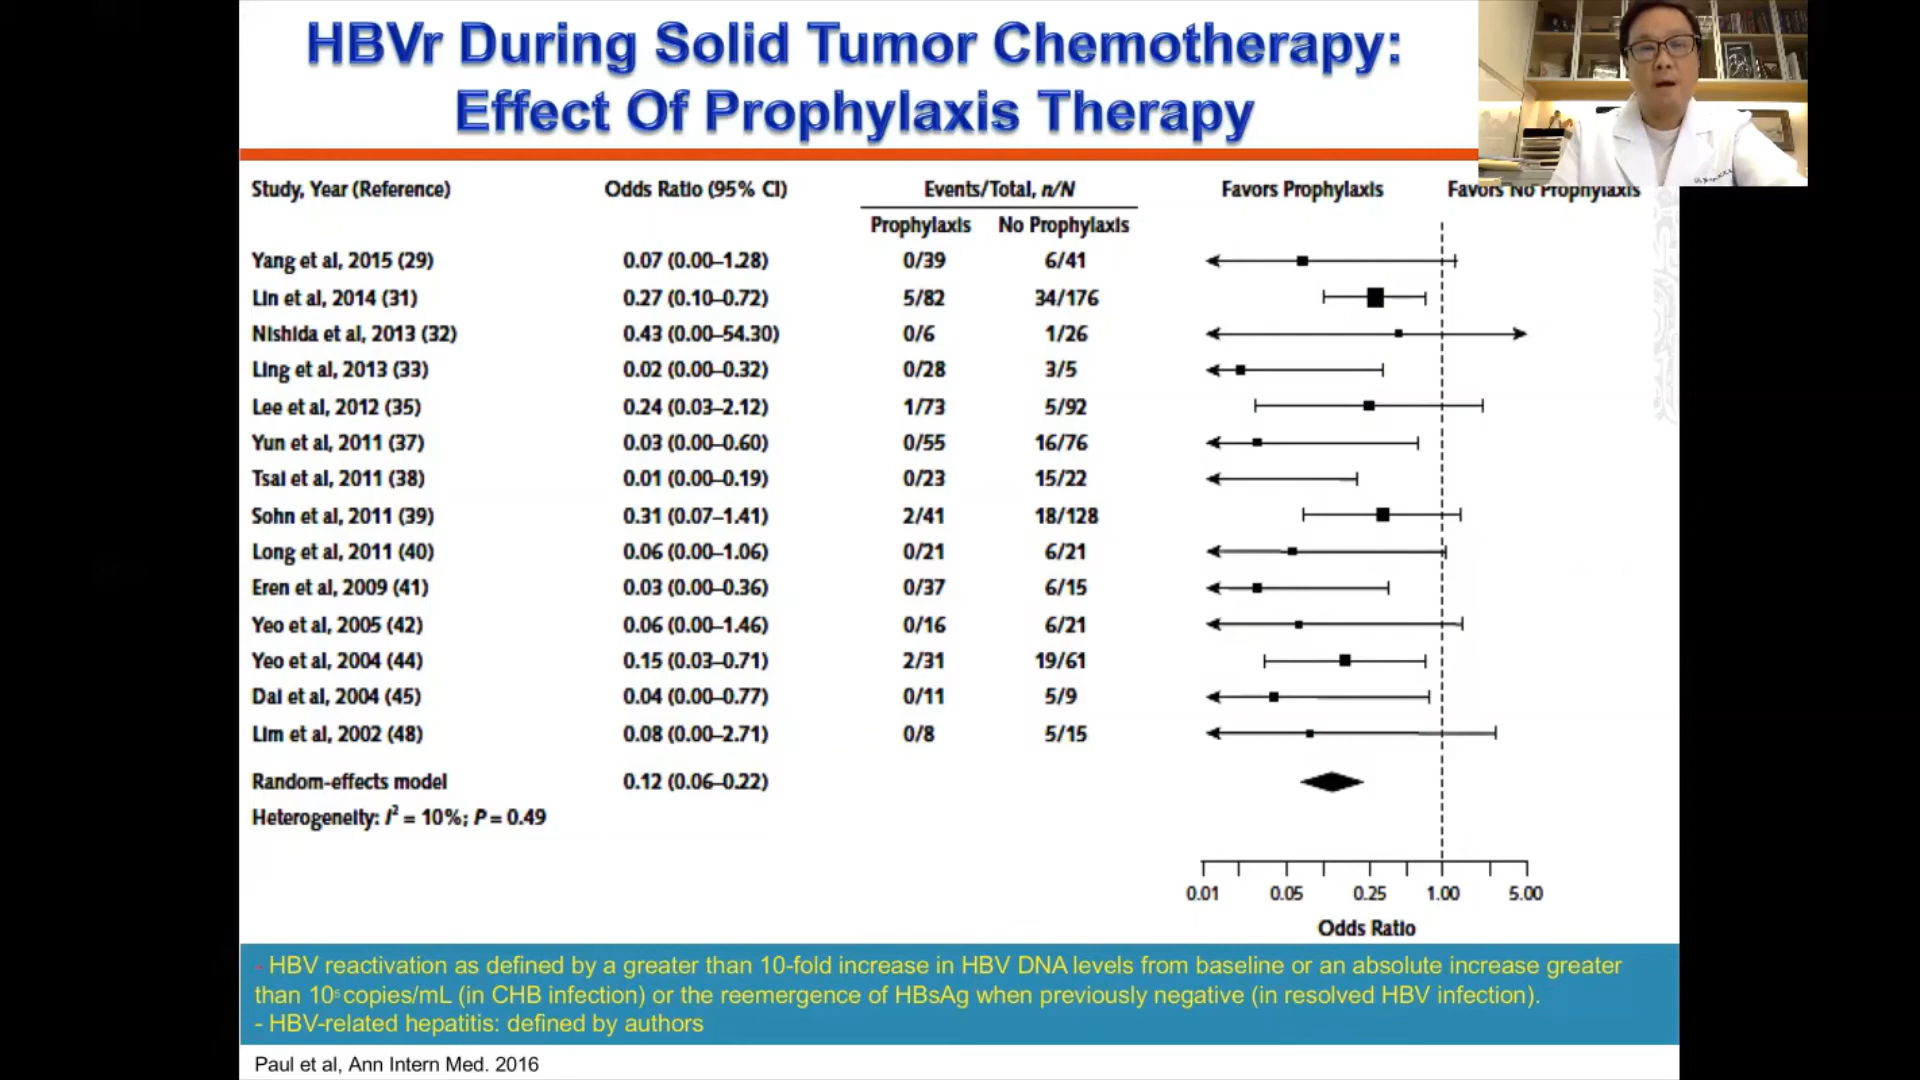 HBVr During Solid Tumor Chemotherapy:
Effect Of Prophylaxis Therapy
Study, Year (Reference) Odds Ratio (95% CI) Events/Total, n/N Favors Prophylaxis Favors No Prophylaxis
Prophylaxis No Prophylaxis
Yang et al, 2015 (29) 0.07 (0.00–1.28) 0/39 6/41
Lin et al, 2014 (31) 0.27 (0.10–0.72) 5/82 34/176
Nishida et al, 2013 (32) 0.43 (0.00–54.30) 0/6 1/26
Ling et al, 2013 (33) 0.02 (0.00–0.32) 0/28 3/5
Lee et al, 2012 (35) 0.24 (0.03–2.12) 1/73 5/92
Yun et al, 2011 (37) 0.03 (0.00–0.60) 0/55 16/76
Tsai et al, 2011 (38) 0.01 (0.00–0.19) 0/23 15/22
Sohn et al, 2011 (39) 0.31 (0.07–1.41) 2/41 18/128
Long et al, 2011 (40) 0.06 (0.00–1.06) 0/21 6/21
Eren et al, 2009 (41) 0.03 (0.00–0.36) 0/37 6/15
Yeo et al, 2005 (42) 0.06 (0.00–1.46) 0/16 6/21
Yeo et al, 2004 (44) 0.15 (0.03–0.71) 2/31 19/61
Dai et al, 2004 (45) 0.04 (0.00–0.77) 0/11 5/9
Lim et al, 2002 (48) 0.08 (0.00–2.71) 0/8 5/15
Random-effects model 0.12 (0.06–0.22)
Heterogeneity: I² = 10%; P = 0.49
0.01 0.05 0.25 1.00 5.00
Odds Ratio
- HBV reactivation as defined by a greater than 10-fold increase in HBV DNA levels from baseline or an absolute increase greater
than 10⁵ copies/mL (in CHB infection) or the reemergence of HBsAg when previously negative (in resolved HBV infection).
- HBV-related hepatitis: defined by authors
Paul et al, Ann Intern Med. 2016